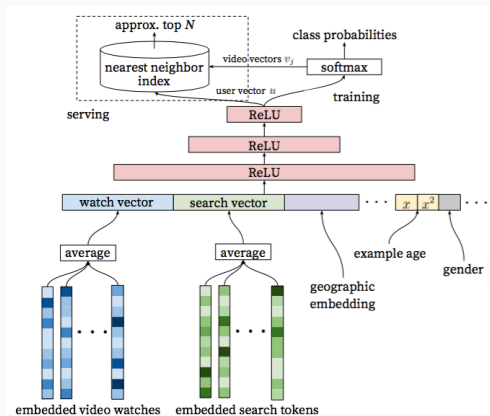 approx. top N
class probabilities
nearest neighbor
index
video vectors vⱼ
softmax
user vector u
serving
training
ReLU
ReLU
ReLU
watch vector
search vector
• • •
x
x²
• • •
average
average
example age
gender
geographic
embedding
• • •
• • •
embedded video watches
embedded search tokens